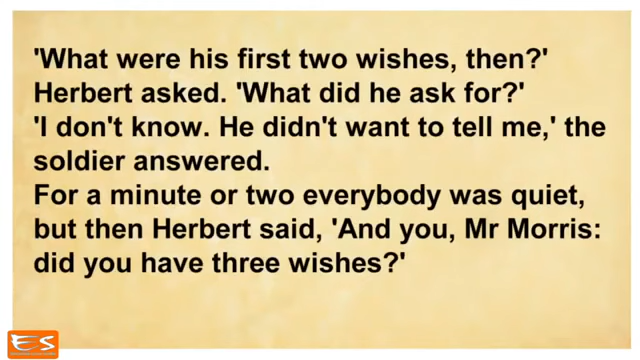 'What were his first two wishes, then?'
Herbert asked. 'What did he ask for?'
'I don't know. He didn't want to tell me,' the
soldier answered.
For a minute or two everybody was quiet,
but then Herbert said, 'And you, Mr Morris:
did you have three wishes?'
ES